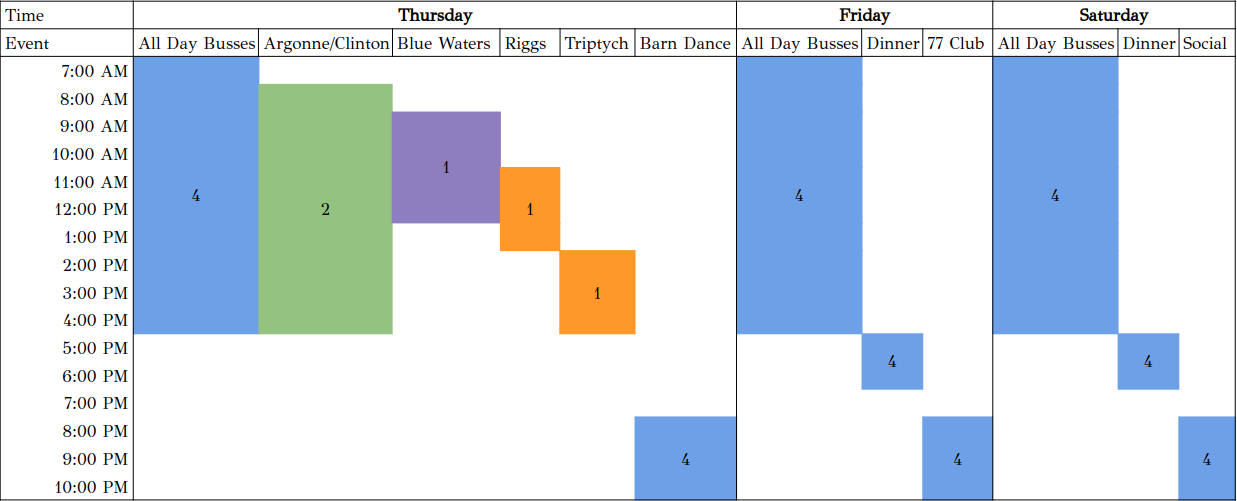 Time Thursday Friday Saturday
Event All Day Busses Argonne/Clinton Blue Waters Riggs Triptych Barn Dance All Day Busses Dinner 77 Club All Day Busses Dinner Social
7:00 AM
8:00 AM
9:00 AM
10:00 AM 1
11:00 AM
4 4 4
12:00 PM 2 1
1:00 PM
2:00 PM
3:00 PM 1
4:00 PM
5:00 PM
4 4
6:00 PM
7:00 PM
8:00 PM
9:00 PM 4 4 4
10:00 PM